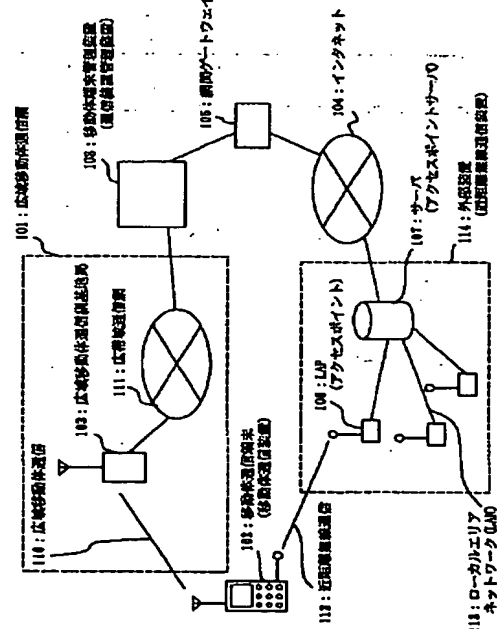 101:広域移動体通信網
108:移動体端末管理装置
(通信装置管理装置)
105:網間ゲートウェイ
103:広域移動体通信網基地局
111:広帯域通信網
104:インタネット
110:広域移動体通信
102:移動体通信端末
(移動体通信装置)
106:LAP
(アクセスポイント)
107:サーバ
(アクセスポイントサーバ)
114:外部装置
(近距離無線通信装置)
112:近距離無線通信
113:ローカルエリア
ネットワーク(LAN)